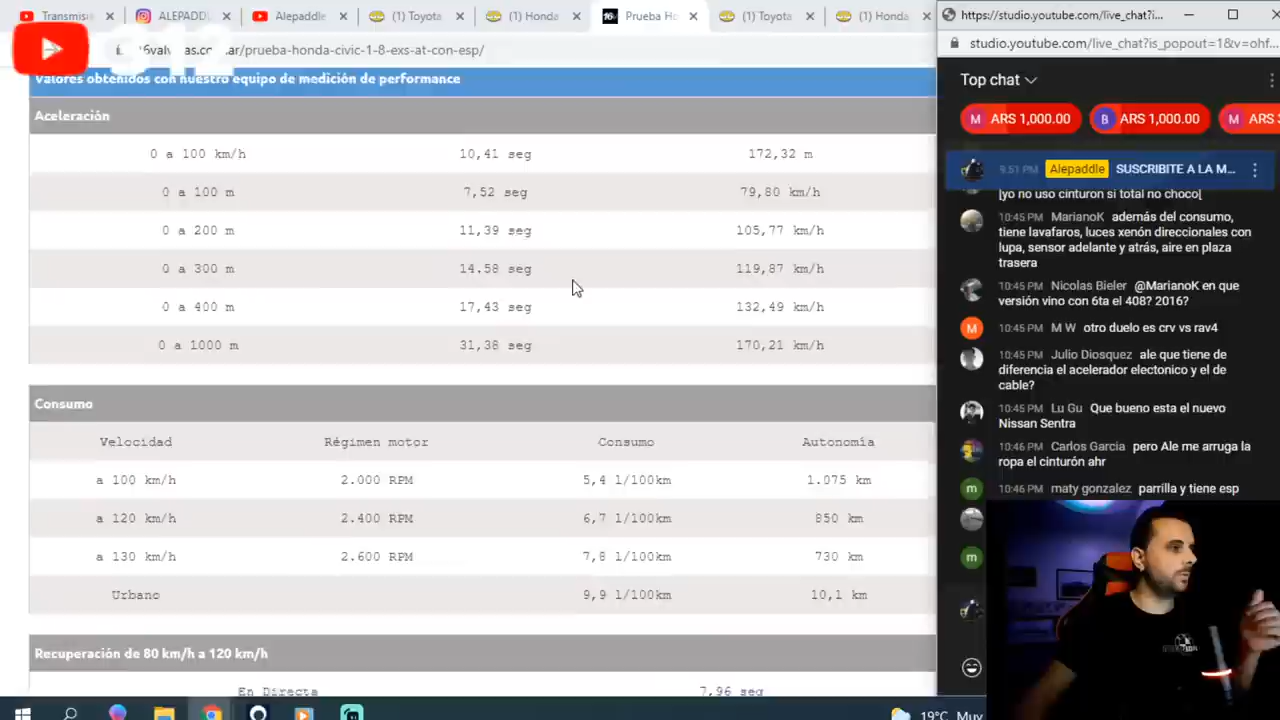 Transmisi
ALEPADDL
Alepaddle
(1) Toyota
(1) Honda
Prueba Ho
(1) Toyota
(1) Honda
https://studio.youtube.com/live_chat?i...
16valvulas.com.ar/prueba-honda-civic-1-8-exs-at-con-esp/
studio.youtube.com/live_chat?is_popout=1&v=ohf...
Valores obtenidos con nuestro equipo de medición de performance
Aceleración
0 a 100 km/h 10,41 seg 172,32 m
0 a 100 m 7,52 seg 79,80 km/h
0 a 200 m 11,39 seg 105,77 km/h
0 a 300 m 14.58 seg 119,87 km/h
0 a 400 m 17,43 seg 132,49 km/h
0 a 1000 m 31,38 seg 170,21 km/h
Consumo
Velocidad Régimen motor Consumo Autonomía
a 100 km/h 2.000 RPM 5,4 l/100km 1.075 km
a 120 km/h 2.400 RPM 6,7 l/100km 850 km
a 130 km/h 2.600 RPM 7,8 l/100km 730 km
Urbano 9,9 l/100km 10,1 km
Recuperación de 80 km/h a 120 km/h
En Directa 7,96 seg
Top chat
M ARS 1,000.00
B ARS 1,000.00
M ARS
9:51 PM Alepaddle SUSCRIBITE A LA M...
[yo no uso cinturon si total no choco[
10:45 PM MarianoK además del consumo,
tiene lavafaros, luces xenón direccionales con
lupa, sensor adelante y atrás, aire en plaza
trasera
10:45 PM Nicolas Bieler @MarianoK en que
versión vino con 6ta el 408? 2016?
M 10:45 PM M W otro duelo es crv vs rav4
10:45 PM Julio Diosquez ale que tiene de
diferencia el acelerador electonico y el de
cable?
10:45 PM Lu Gu Que bueno esta el nuevo
Nissan Sentra
10:46 PM Carlos Garcia pero Ale me arruga la
ropa el cinturón ahr
m 10:46 PM maty gonzalez parrilla y tiene esp
m
19°C Muy